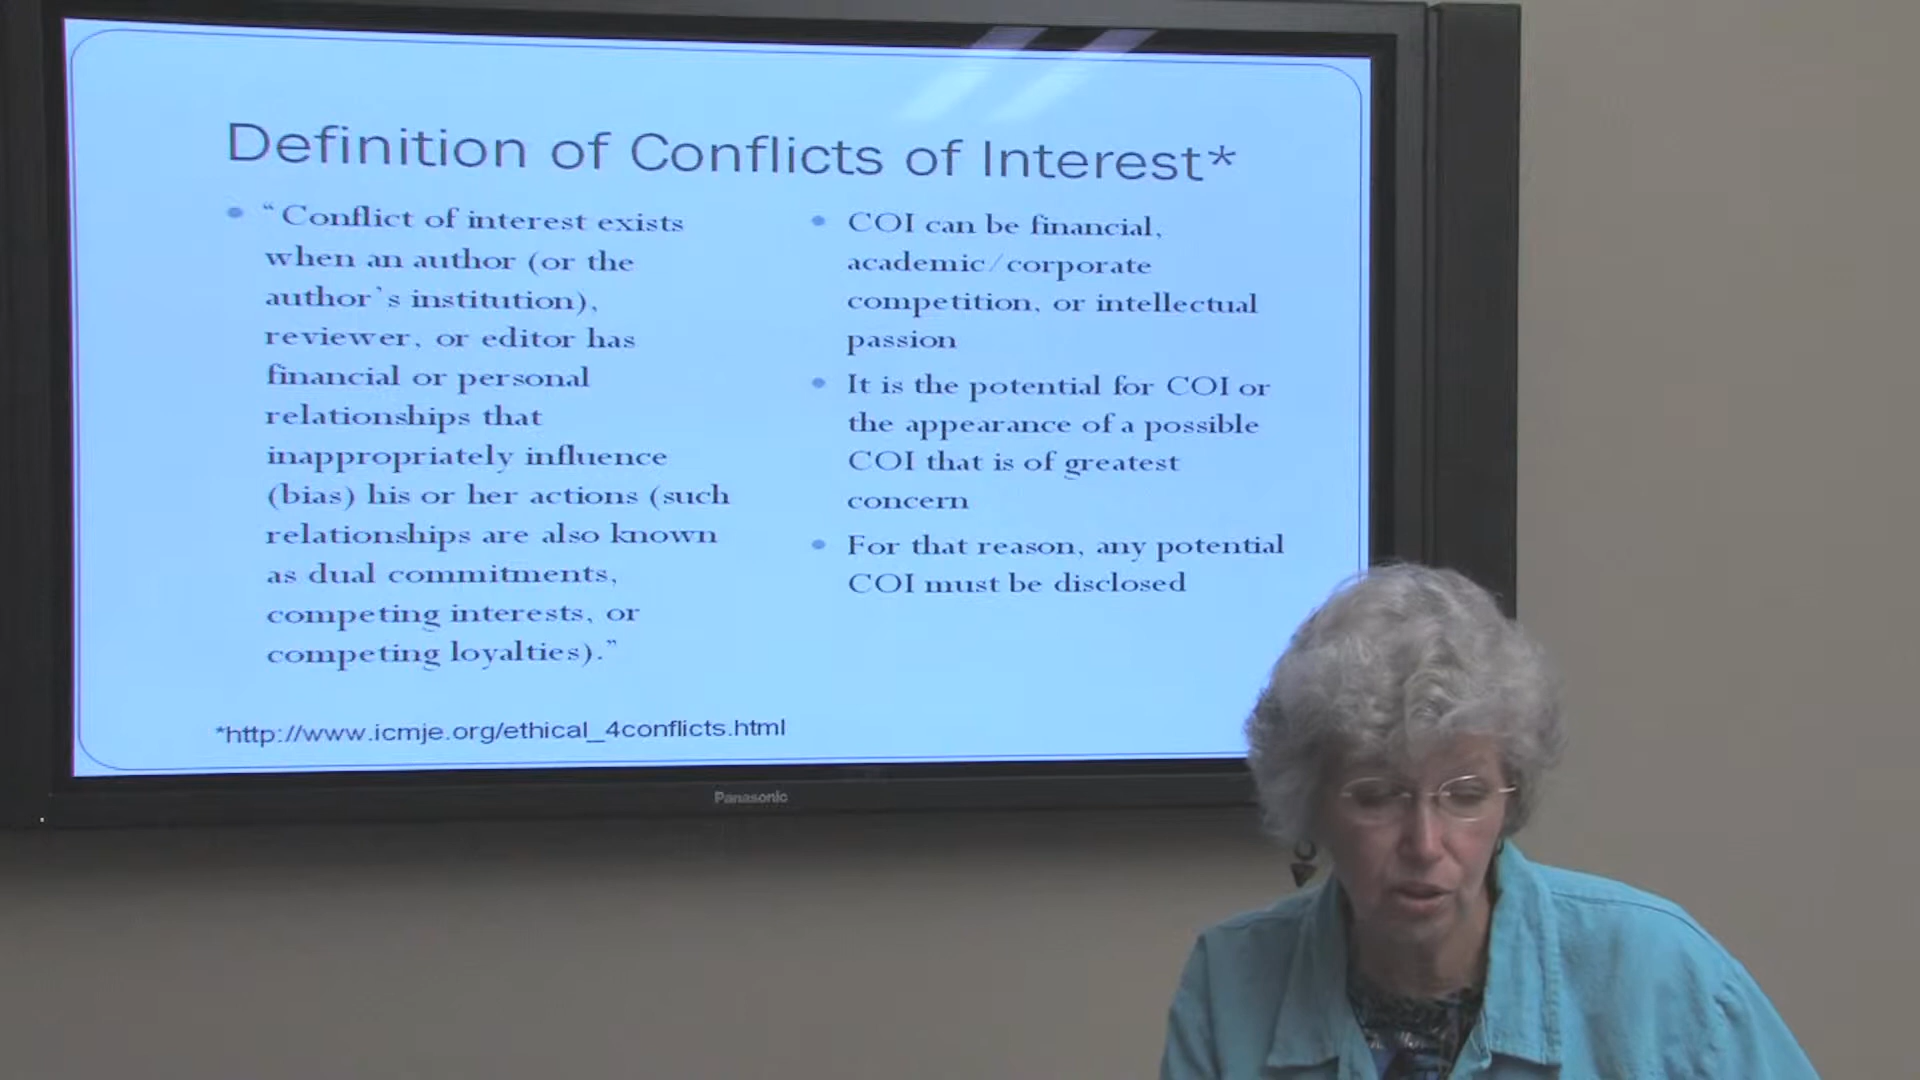 Definition of Conflicts of Interest*
• “Conflict of interest exists
when an author (or the
author's institution),
reviewer, or editor has
financial or personal
relationships that
inappropriately influence
(bias) his or her actions (such
relationships are also known
as dual commitments,
competing interests, or
competing loyalties).”
• COI can be financial,
academic/corporate
competition, or intellectual
passion
• It is the potential for COI or
the appearance of a possible
COI that is of greatest
concern
• For that reason, any potential
COI must be disclosed
*http://www.icmje.org/ethical_4conflicts.html
Panasonic